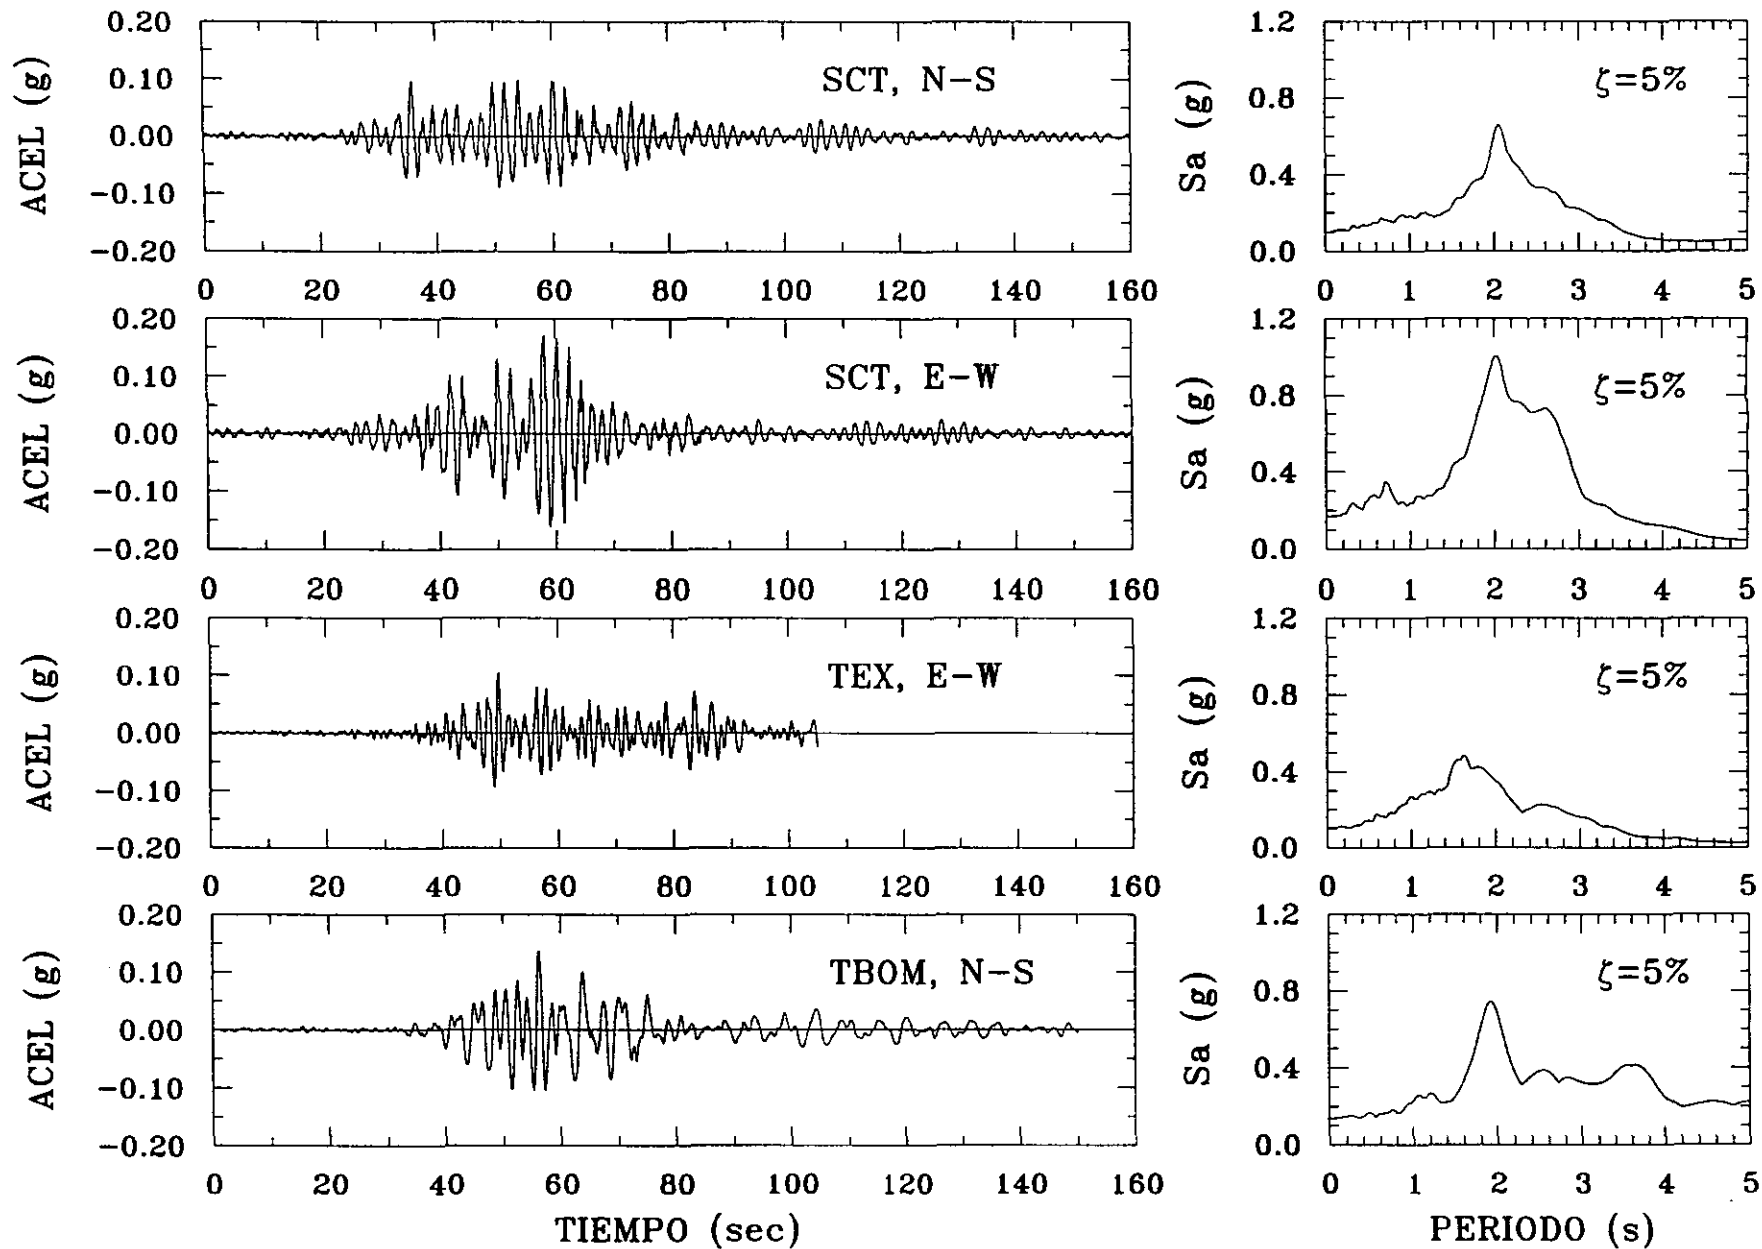 0.20
0.10
0.00
−0.10
−0.20
ACEL (g)
SCT, N−S
0 20 40 60 80 100 120 140 160
1.2
0.8
0.4
0.0
Sa (g)
ζ=5%
0 1 2 3 4 5
0.20
0.10
0.00
−0.10
−0.20
ACEL (g)
SCT, E−W
0 20 40 60 80 100 120 140 160
1.2
0.8
0.4
0.0
Sa (g)
ζ=5%
0 1 2 3 4 5
0.20
0.10
0.00
−0.10
−0.20
ACEL (g)
TEX, E−W
0 20 40 60 80 100 120 140 160
1.2
0.8
0.4
0.0
Sa (g)
ζ=5%
0 1 2 3 4 5
0.20
0.10
0.00
−0.10
−0.20
ACEL (g)
TBOM, N−S
0 20 40 60 80 100 120 140 160
TIEMPO (sec)
1.2
0.8
0.4
0.0
Sa (g)
ζ=5%
0 1 2 3 4 5
PERIODO (s)